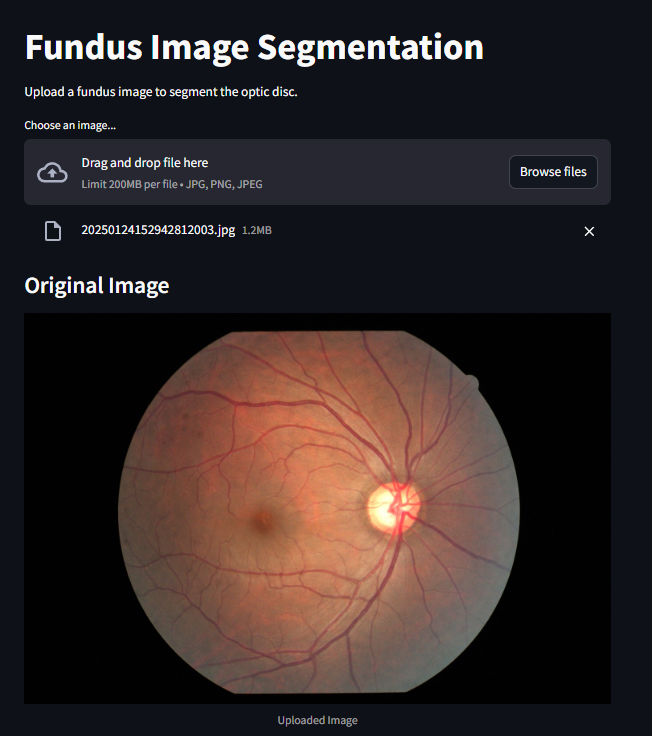 Fundus Image Segmentation
Upload a fundus image to segment the optic disc.
Choose an image...
Drag and drop file here
Limit 200MB per file • JPG, PNG, JPEG
Browse files
20250124152942812003.jpg 1.2MB
Original Image
Uploaded Image